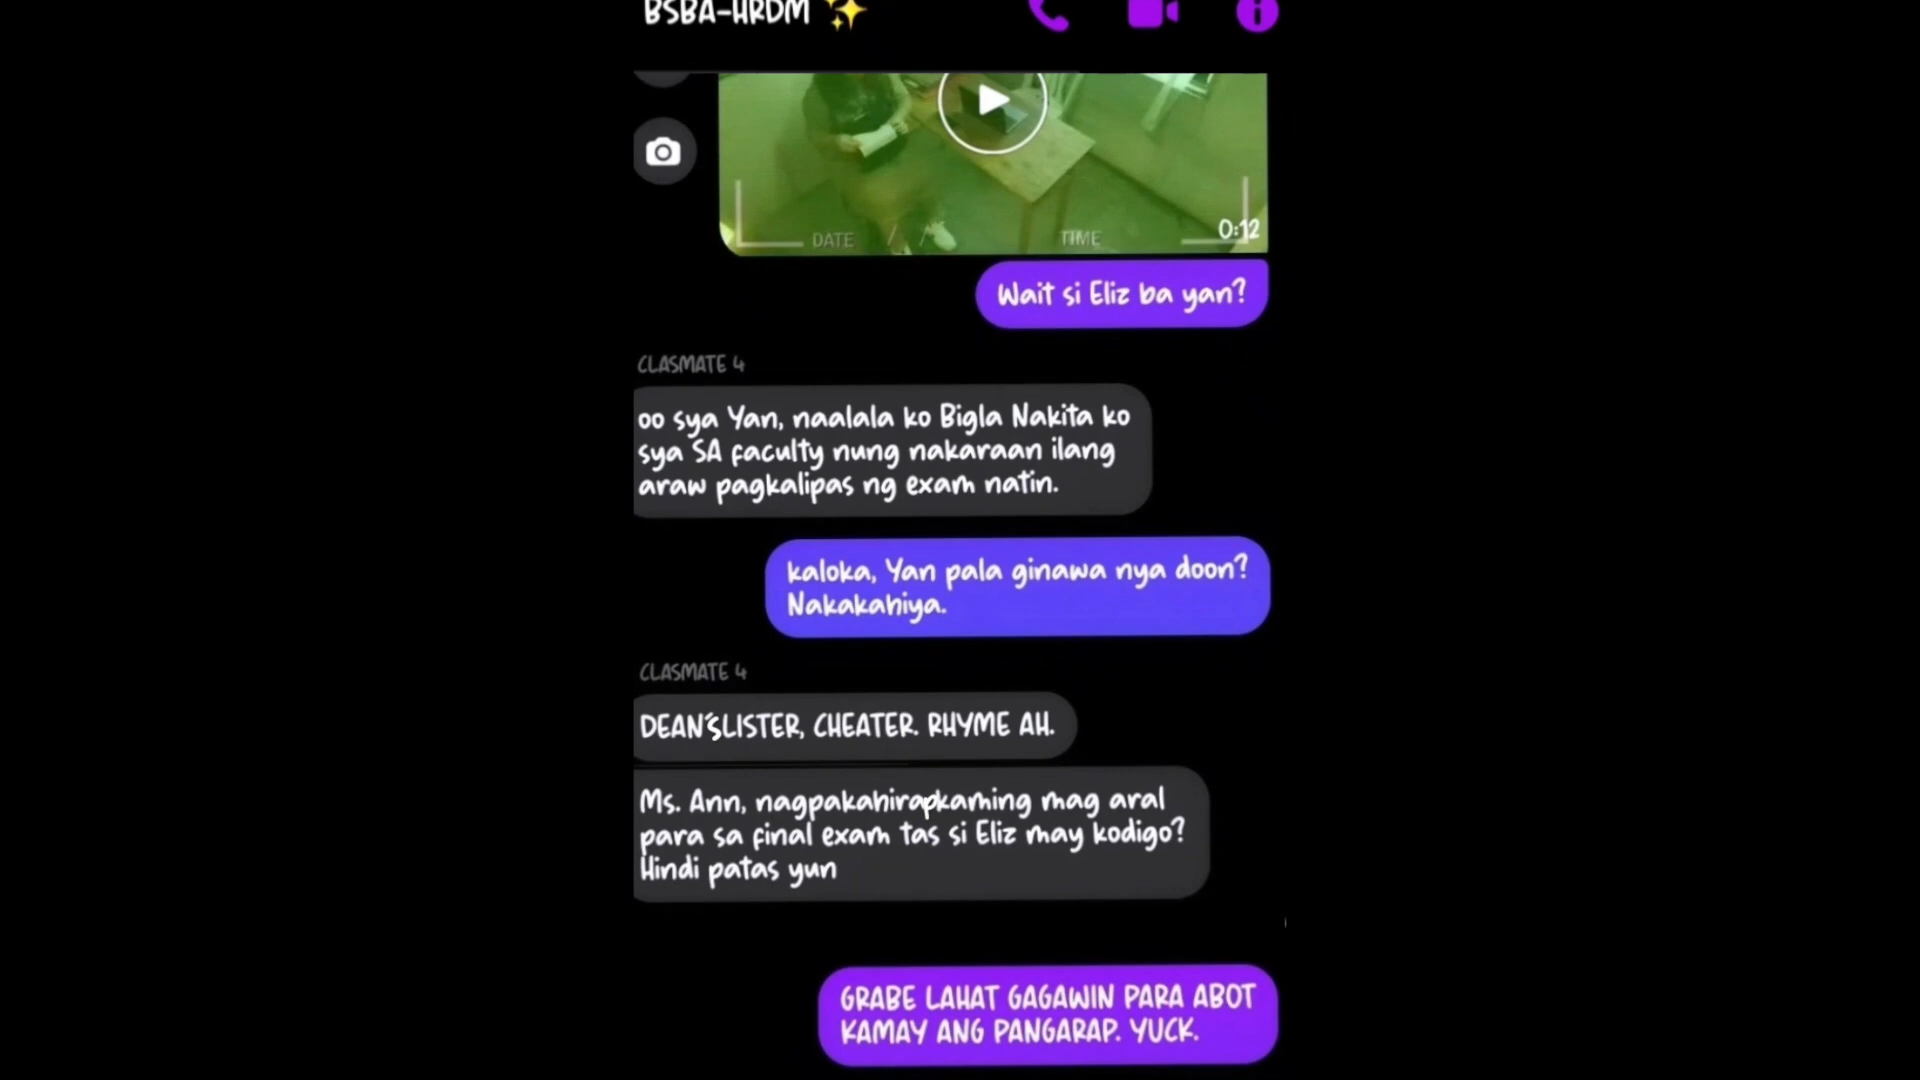 BSBA-HRDM ✨
DATE / / TIME
0:12
Wait si Eliz ba yan?
CLASMATE 4
oo sya Yan, naalala ko Bigla Nakita ko
sya SA faculty nung nakaraan ilang
araw pagkalipas ng exam natin.
kaloka, Yan pala ginawa nya doon?
Nakakahiya.
CLASMATE 4
DEAN'SLISTER, CHEATER. RHYME AH.
Ms. Ann, nagpakahirapkaming mag aral
para sa final exam tas si Eliz may kodigo?
Hindi patas yun
GRABE LAHAT GAGAWIN PARA ABOT
KAMAY ANG PANGARAP. YUCK.